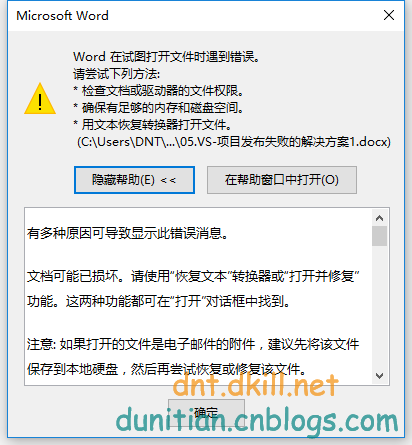 Microsoft Word
Word 在试图打开文件时遇到错误。
请尝试下列方法:
* 检查文档或驱动器的文件权限。
* 确保有足够的内存和磁盘空间。
* 用文本恢复转换器打开文件。
(C:\Users\DNT\...\05.VS-项目发布失败的解决方案1.docx)
隐藏帮助(E) << 在帮助窗口中打开(O)
有多种原因可导致显示此错误消息。
文档可能已损坏。请使用“恢复文本”转换器或“打开并修复”
功能。这两种功能都可在“打开”对话框中找到。
注意: 如果打开的文件是电子邮件的附件，建议先将该文件
保存到本地硬盘，然后再尝试恢复或修复该文件。
dnt.dkill.net
确定
dunitian.cnblogs.com